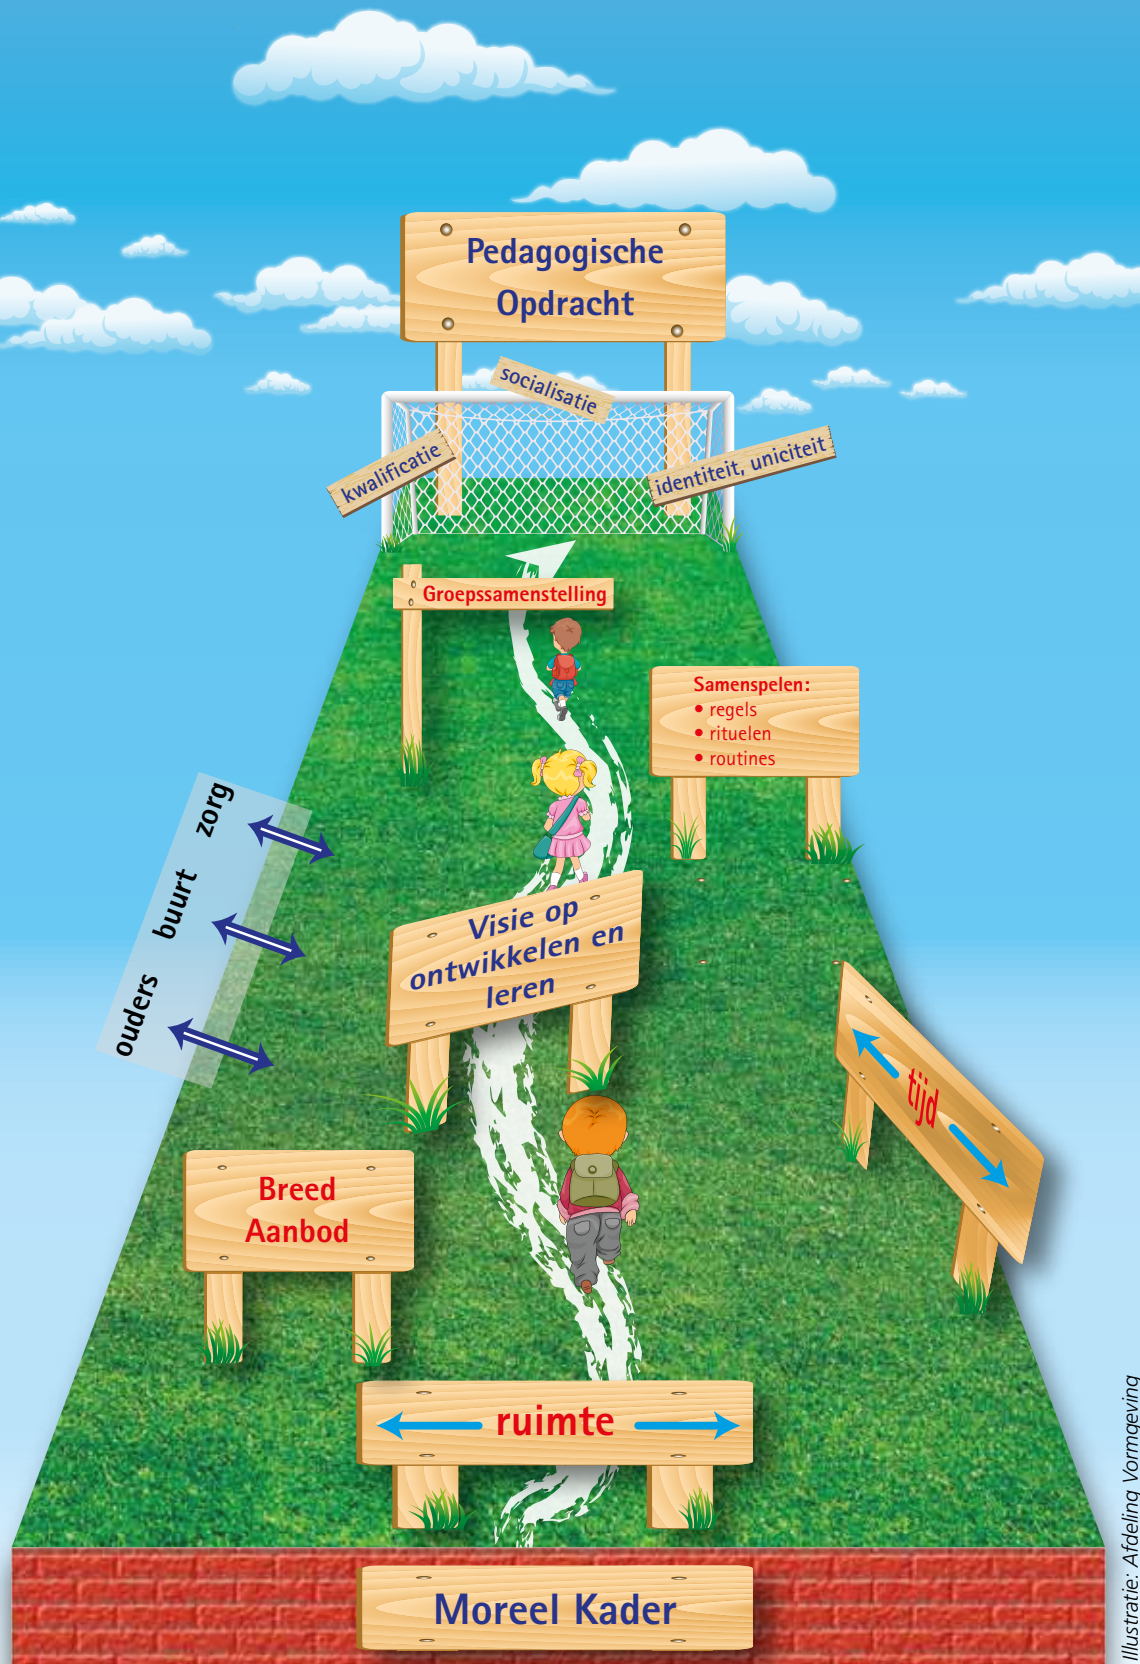 Pedagogische
Opdracht
socialisatie
kwalificatie
identiteit, uniciteit
Groepssamenstelling
Samenspelen:
• regels
• rituelen
• routines
zorg
buurt
ouders
Visie op
ontwikkelen en
leren
tijd
Breed
Aanbod
ruimte
Moreel Kader
Illustratie: Afdeling Vormgeving